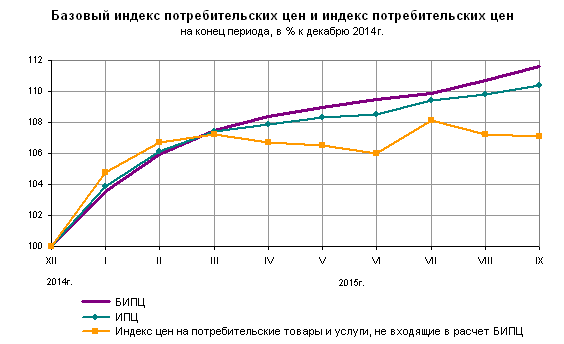 Базовый индекс потребительских цен и индекс потребительских цен
на конец периода, в % к декабрю 2014г.
112
110
108
106
104
102
100
XII I II III IV V VI VII VIII IX
2014г. 2015г.
БИПЦ
ИПЦ
Индекс цен на потребительские товары и услуги, не входящие в расчет БИПЦ